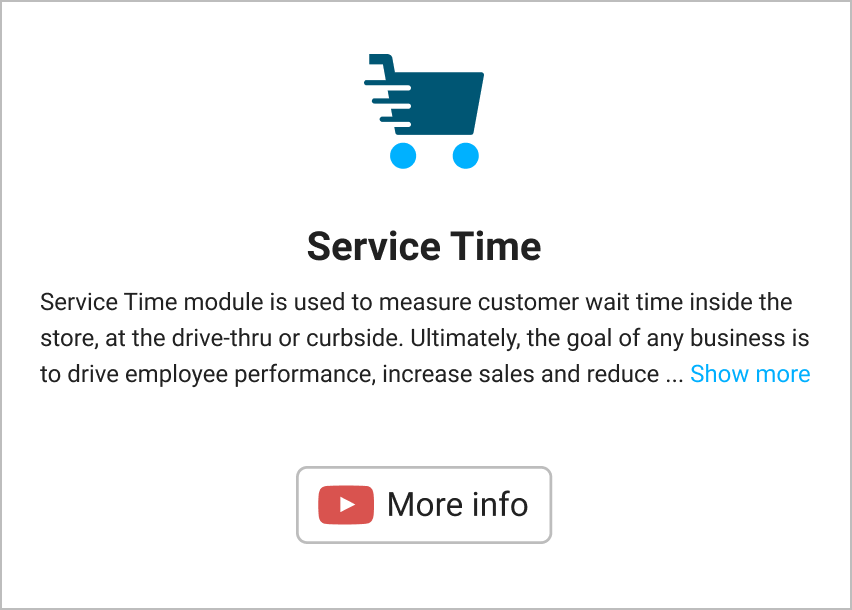 Service Time
Service Time module is used to measure customer wait time inside the
store, at the drive-thru or curbside. Ultimately, the goal of any business is
to drive employee performance, increase sales and reduce ... Show more
More info